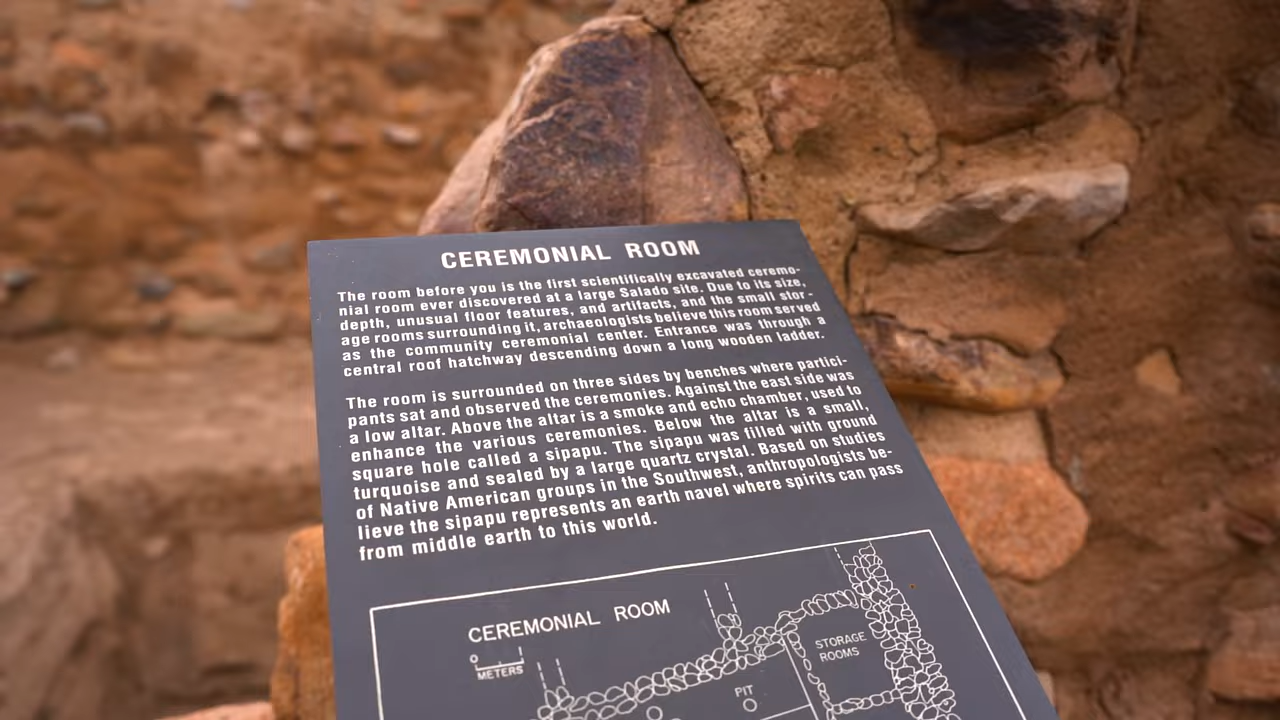 CEREMONIAL ROOM
The room before you is the first scientifically excavated ceremo-
nial room ever discovered at a large Salado site. Due to its size,
depth, unusual floor features, and artifacts, and the small stor-
age rooms surrounding it, archaeologists believe this room served
as the community ceremonial center. Entrance was through a
central roof hatchway descending down a long wooden ladder.
The room is surrounded on three sides by benches where partici-
pants sat and observed the ceremonies. Against the east side was
a low altar. Above the altar is a smoke and echo chamber, used to
enhance the various ceremonies. Below the altar is a small,
square hole called a sipapu. The sipapu was filled with ground
turquoise and sealed by a large quartz crystal. Based on studies
of Native American groups in the Southwest, anthropologists be-
lieve the sipapu represents an earth navel where spirits can pass
from middle earth to this world.
CEREMONIAL ROOM
0
METERS
STORAGE
ROOMS
PIT